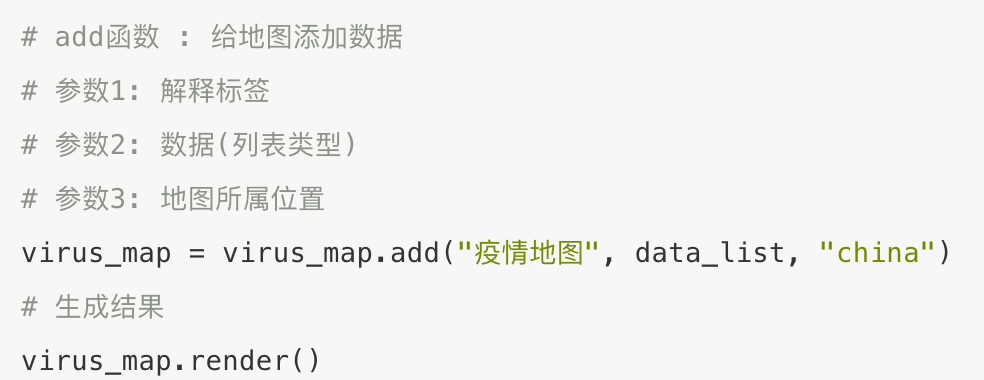 # add函数 : 给地图添加数据
# 参数1: 解释标签
# 参数2: 数据(列表类型)
# 参数3: 地图所属位置
virus_map = virus_map.add("疫情地图", data_list, "china")
# 生成结果
virus_map.render()